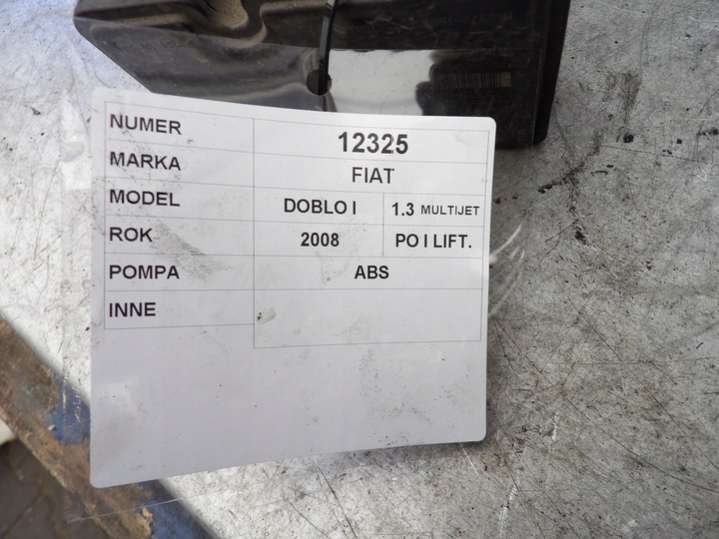 NUMER 12325
MARKA FIAT
MODEL DOBLO I 1.3 MULTIJET
ROK 2008 PO I LIFT.
POMPA ABS
INNE